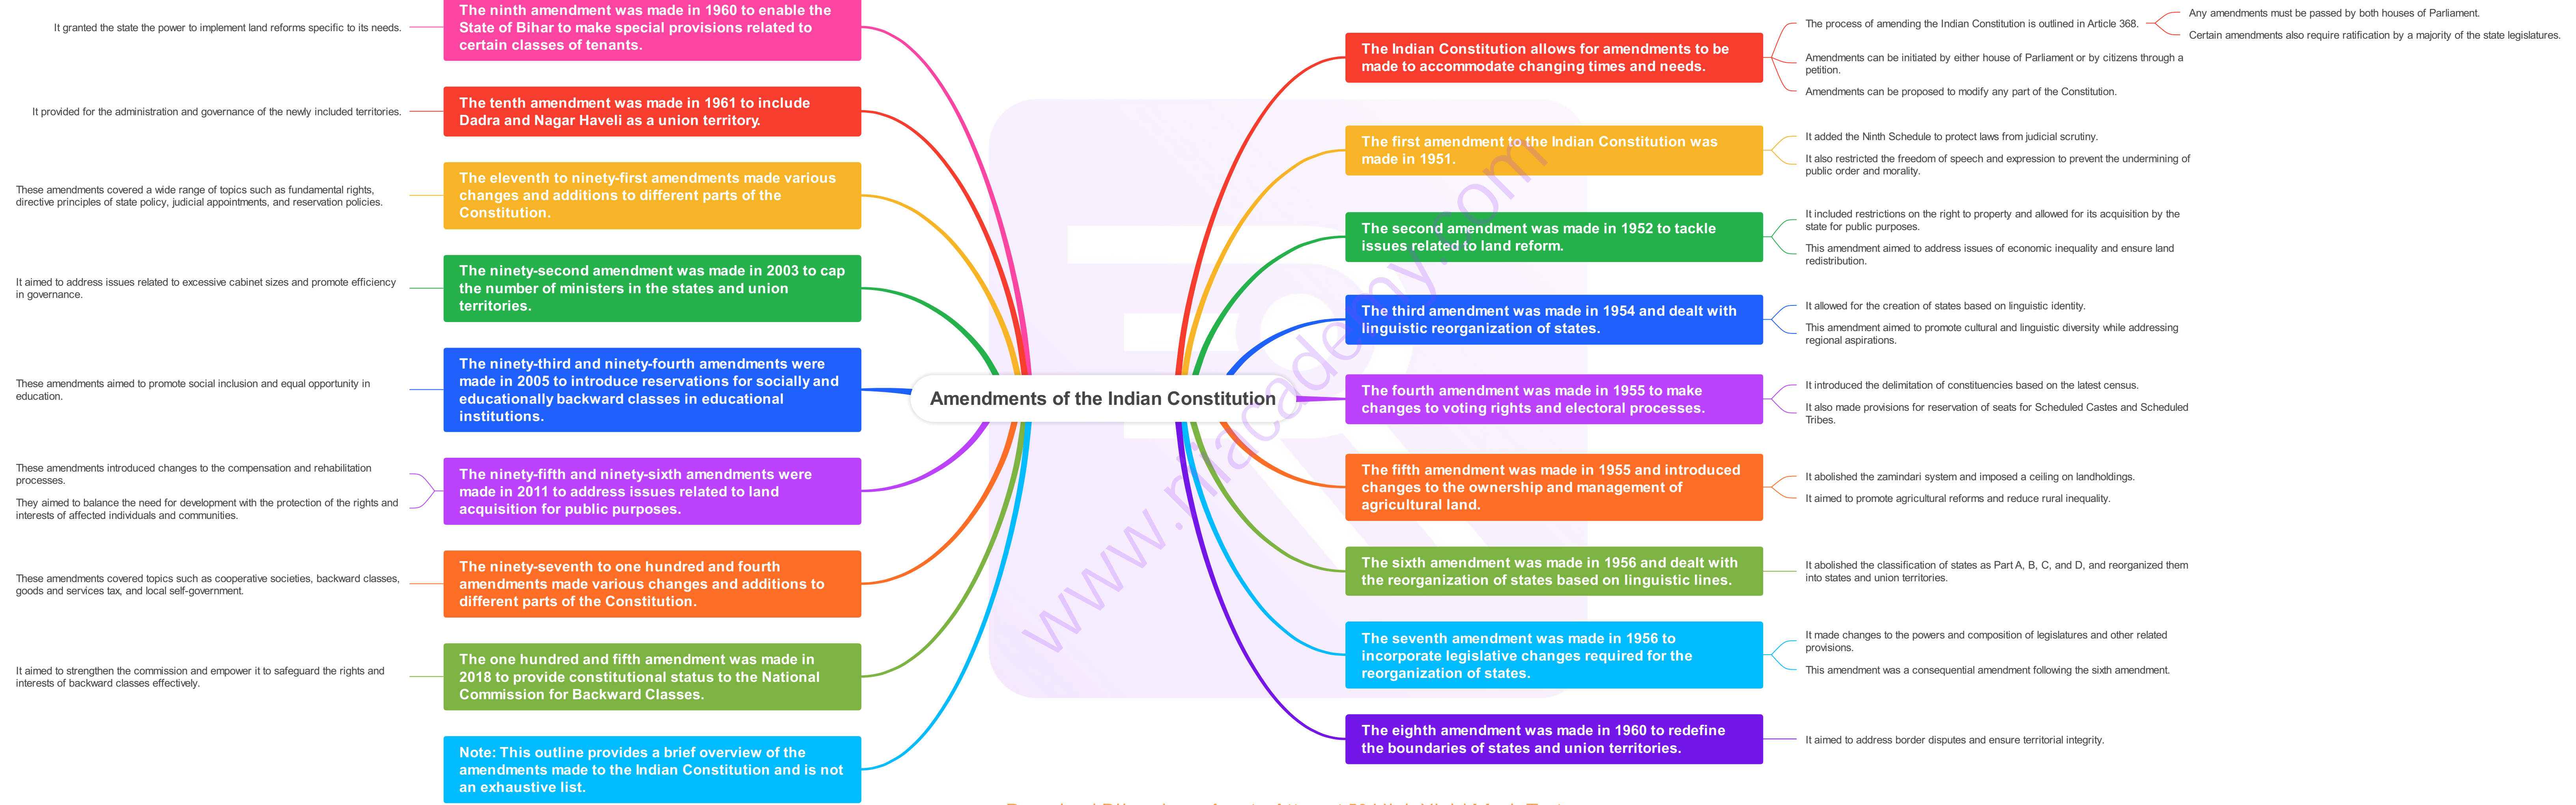 Amendments of the Indian Constitution
The Indian Constitution allows for amendments to be
made to accommodate changing times and needs.
The process of amending the Indian Constitution is outlined in Article 368.
Any amendments must be passed by both houses of Parliament.
Certain amendments also require ratification by a majority of the state legislatures.
Amendments can be initiated by either house of Parliament or by citizens through a
petition.
Amendments can be proposed to modify any part of the Constitution.
The first amendment to the Indian Constitution was
made in 1951.
It added the Ninth Schedule to protect laws from judicial scrutiny.
It also restricted the freedom of speech and expression to prevent the undermining of
public order and morality.
The second amendment was made in 1952 to tackle
issues related to land reform.
It included restrictions on the right to property and allowed for its acquisition by the
state for public purposes.
This amendment aimed to address issues of economic inequality and ensure land
redistribution.
The third amendment was made in 1954 and dealt with
linguistic reorganization of states.
It allowed for the creation of states based on linguistic identity.
This amendment aimed to promote cultural and linguistic diversity while addressing
regional aspirations.
The fourth amendment was made in 1955 to make
changes to voting rights and electoral processes.
It introduced the delimitation of constituencies based on the latest census.
It also made provisions for reservation of seats for Scheduled Castes and Scheduled
Tribes.
The fifth amendment was made in 1955 and introduced
changes to the ownership and management of
agricultural land.
It abolished the zamindari system and imposed a ceiling on landholdings.
It aimed to promote agricultural reforms and reduce rural inequality.
The sixth amendment was made in 1956 and dealt with
the reorganization of states based on linguistic lines.
It abolished the classification of states as Part A, B, C, and D, and reorganized them
into states and union territories.
The seventh amendment was made in 1956 to
incorporate legislative changes required for the
reorganization of states.
It made changes to the powers and composition of legislatures and other related
provisions.
This amendment was a consequential amendment following the sixth amendment.
The eighth amendment was made in 1960 to redefine
the boundaries of states and union territories.
It aimed to address border disputes and ensure territorial integrity.
The ninth amendment was made in 1960 to enable the
State of Bihar to make special provisions related to
certain classes of tenants.
It granted the state the power to implement land reforms specific to its needs.
The tenth amendment was made in 1961 to include
Dadra and Nagar Haveli as a union territory.
It provided for the administration and governance of the newly included territories.
The eleventh to ninety-first amendments made various
changes and additions to different parts of the
Constitution.
These amendments covered a wide range of topics such as fundamental rights,
directive principles of state policy, judicial appointments, and reservation policies.
The ninety-second amendment was made in 2003 to cap
the number of ministers in the states and union
territories.
It aimed to address issues related to excessive cabinet sizes and promote efficiency
in governance.
The ninety-third and ninety-fourth amendments were
made in 2005 to introduce reservations for socially and
educationally backward classes in educational
institutions.
These amendments aimed to promote social inclusion and equal opportunity in
education.
The ninety-fifth and ninety-sixth amendments were
made in 2011 to address issues related to land
acquisition for public purposes.
These amendments introduced changes to the compensation and rehabilitation
processes.
They aimed to balance the need for development with the protection of the rights and
interests of affected individuals and communities.
The ninety-seventh to one hundred and fourth
amendments made various changes and additions to
different parts of the Constitution.
These amendments covered topics such as cooperative societies, backward classes,
goods and services tax, and local self-government.
The one hundred and fifth amendment was made in
2018 to provide constitutional status to the National
Commission for Backward Classes.
It aimed to strengthen the commission and empower it to safeguard the rights and
interests of backward classes effectively.
Note: This outline provides a brief overview of the
amendments made to the Indian Constitution and is not
an exhaustive list.